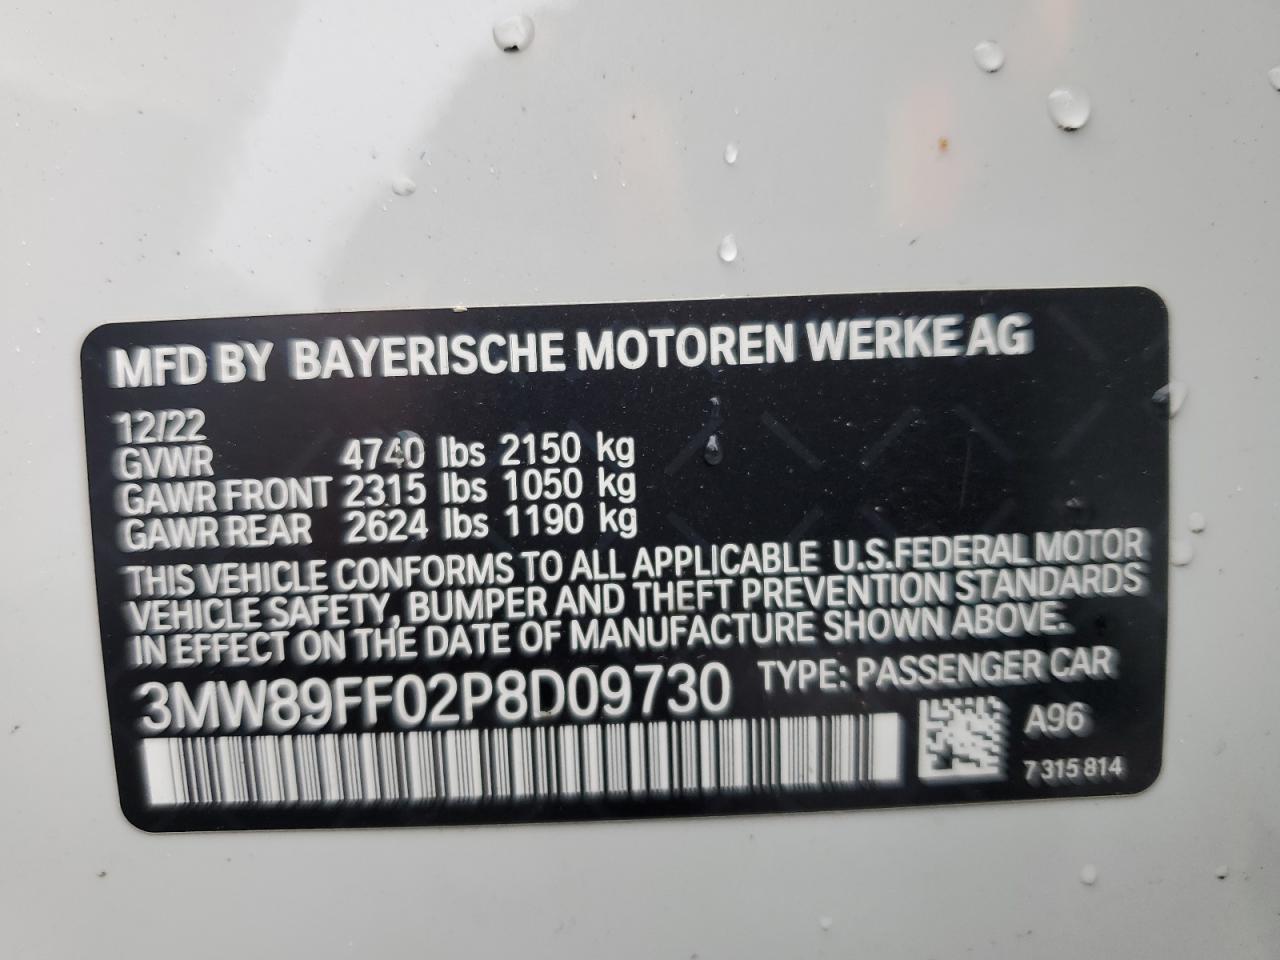 MFD BY BAYERISCHE MOTOREN WERKE AG
12/22
GVWR 4740 lbs 2150 kg
GAWR FRONT 2315 lbs 1050 kg
GAWR REAR 2624 lbs 1190 kg
THIS VEHICLE CONFORMS TO ALL APPLICABLE U.S.FEDERAL MOTOR
VEHICLE SAFETY, BUMPER AND THEFT PREVENTION STANDARDS
IN EFFECT ON THE DATE OF MANUFACTURE SHOWN ABOVE.
3MW89FF02P8D09730 TYPE: PASSENGER CAR
A96
7 315 814